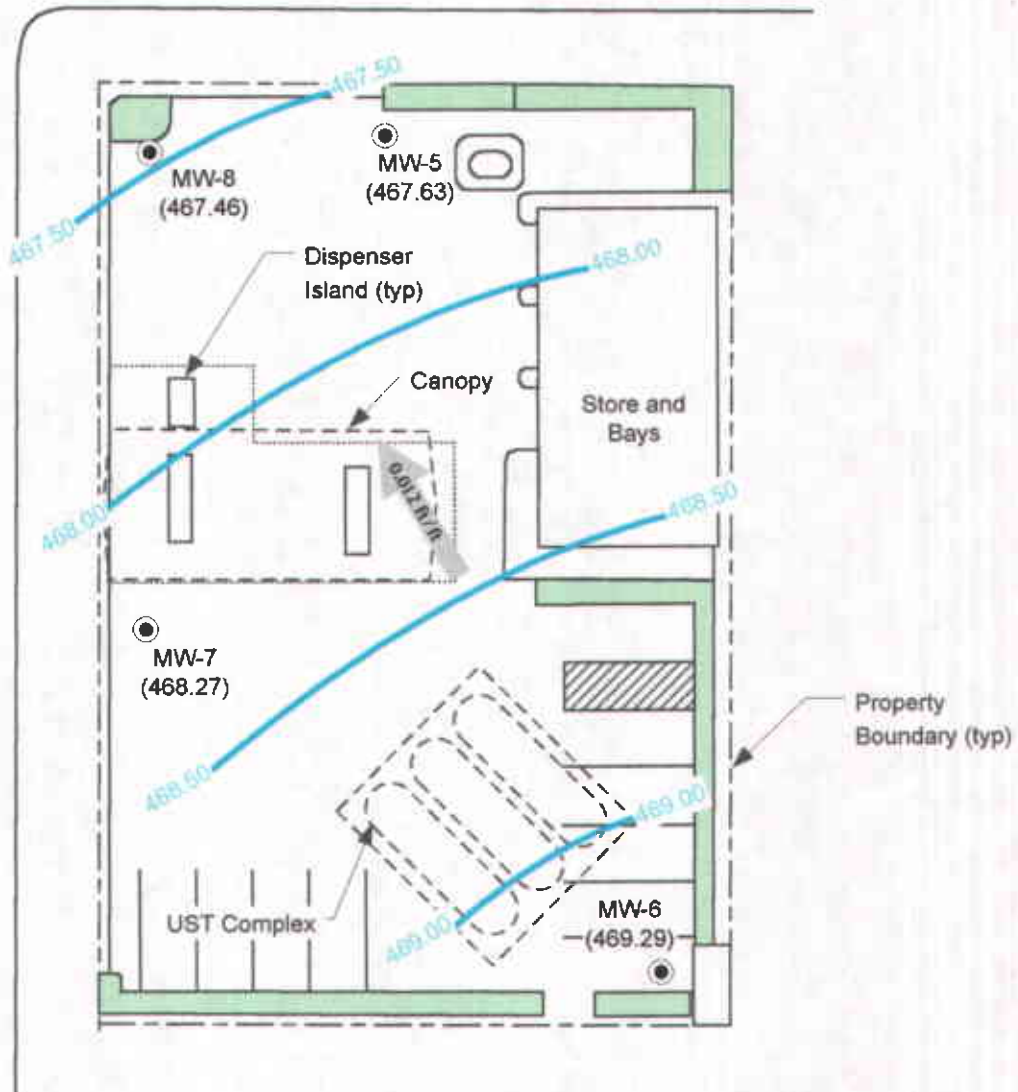 467.50
MW-5
(467.63)
MW-8
(467.46)
467.50
468.00
Dispenser
Island (typ)
Canopy
Store and
Bays
0.012 ft/ft
468.00
468.50
MW-7
(468.27)
Property
Boundary (typ)
468.50
469.00
UST Complex
MW-6
(469.29)
469.00